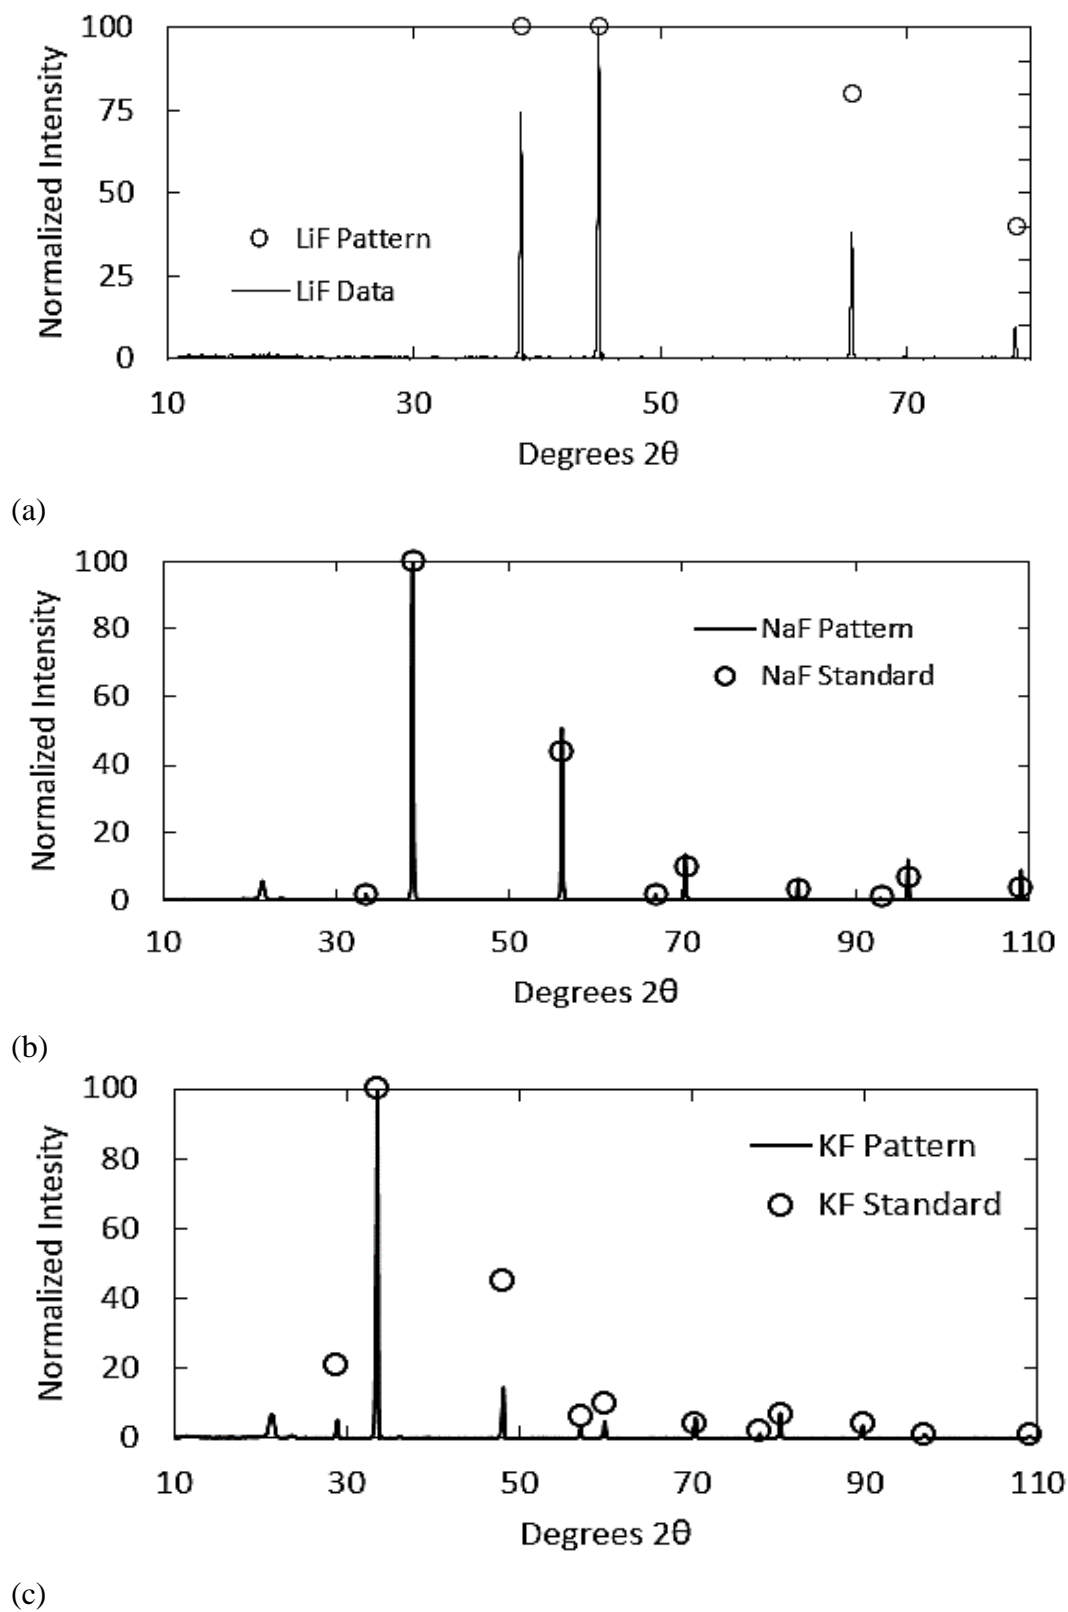 100
75
50
25
0
Normalized Intensity
LiF Pattern
LiF Data
10 30 50 70
Degrees 2θ
(a)
100
80
60
40
20
0
Normalized Intensity
NaF Pattern
NaF Standard
10 30 50 70 90 110
Degrees 2θ
(b)
100
80
60
40
20
0
Normalized Intesity
KF Pattern
KF Standard
10 30 50 70 90 110
Degrees 2θ
(c)